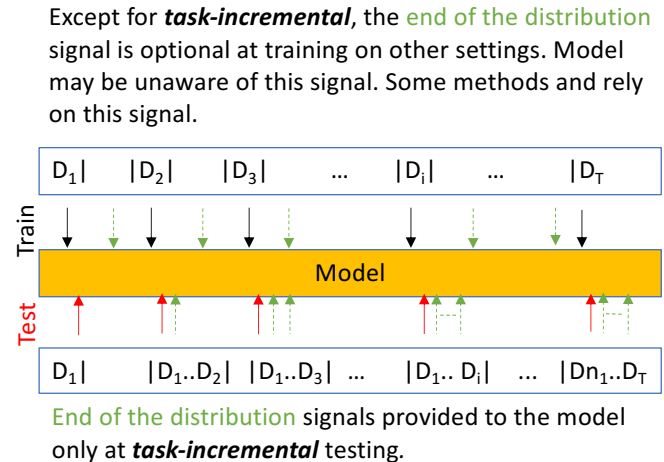 Except for task-incremental, the end of the distribution
signal is optional at training on other settings. Model
may be unaware of this signal. Some methods and rely
on this signal.
D₁| |D₂| |D₃| ... |Dᵢ| ... |D_T
Train
Model
Test
D₁| |D₁..D₂| |D₁..D₃| ... |D₁.. Dᵢ| ... |Dn₁..D_T
End of the distribution signals provided to the model
only at task-incremental testing.